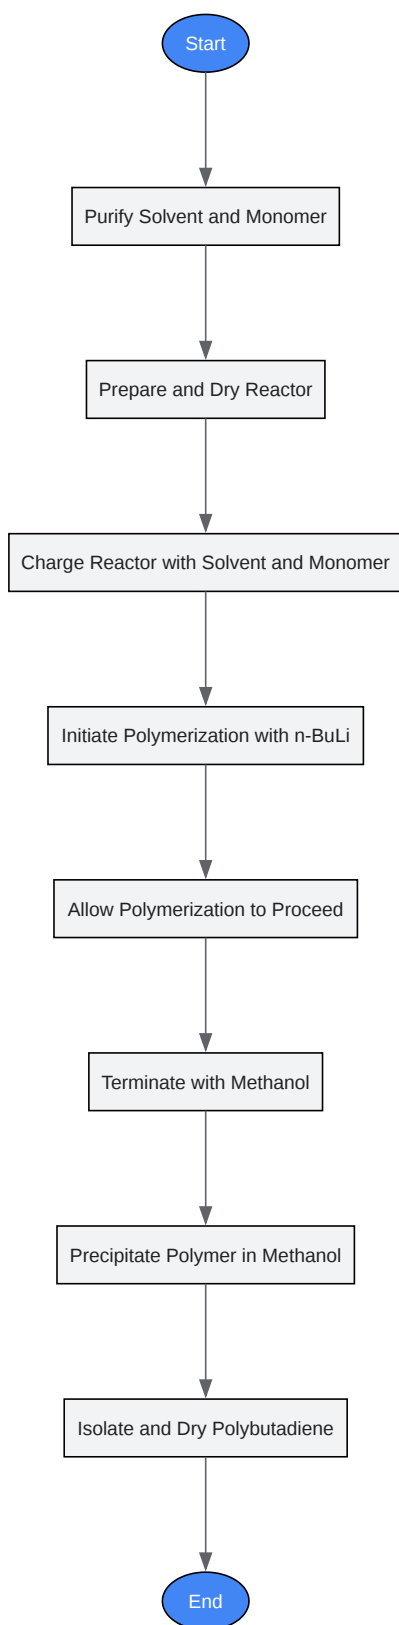 Start
Purify Solvent and Monomer
Prepare and Dry Reactor
Charge Reactor with Solvent and Monomer
Initiate Polymerization with n-BuLi
Allow Polymerization to Proceed
Terminate with Methanol
Precipitate Polymer in Methanol
Isolate and Dry Polybutadiene
End